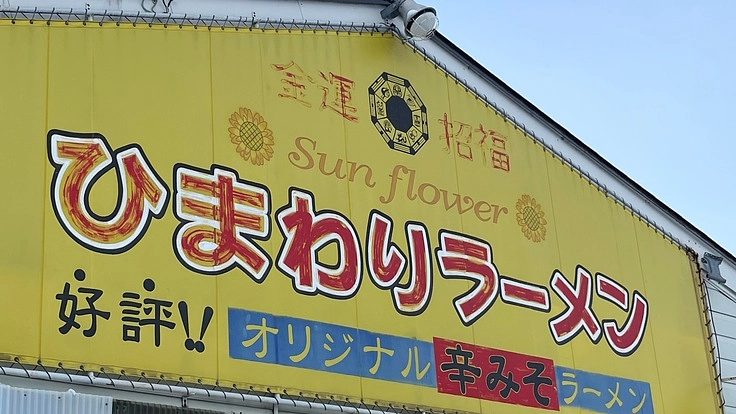 金運 招福
Sun flower
ひまわりラーメン
好評!! オリジナル辛みそラーメン